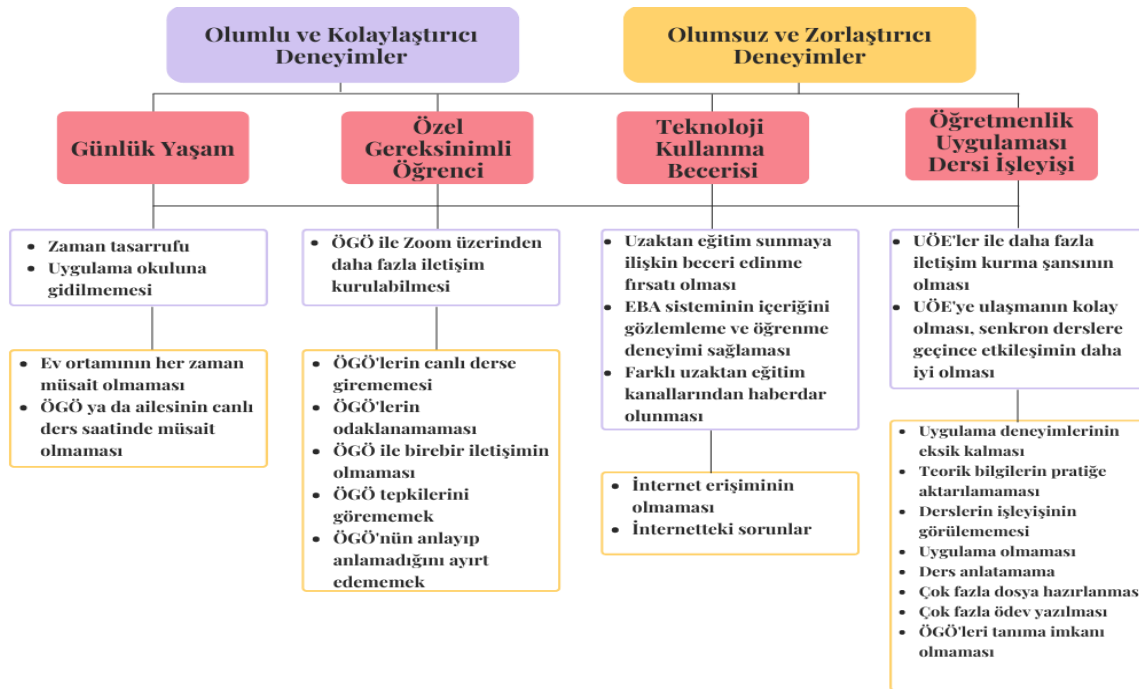 Olumlu ve Kolaylaştırıcı
Deneyimler
Olumsuz ve Zorlaştırıcı
Deneyimler
Günlük Yaşam
Özel
Gereksinimli
Öğrenci
Teknoloji
Kullanma
Becerisi
Öğretmenlik
Uygulaması
Dersi İşleyişi
• Zaman tasarrufu
• Uygulama okuluna
gidilmemesi
• ÖGÖ ile Zoom üzerinden
daha fazla iletişim
kurulabilmesi
• Uzaktan eğitim sunmaya
ilişkin beceri edinme
fırsatı olması
• EBA sisteminin içeriğini
gözlemleme ve öğrenme
deneyimi sağlaması
• Farklı uzaktan eğitim
kanallarından haberdar
olunması
• UÖE'ler ile daha fazla
iletişim kurma şansının
olması
• UÖE'ye ulaşmanın kolay
olması, senkron derslere
geçince etkileşimin daha
iyi olması
• Ev ortamının her zaman
müsait olmaması
• ÖGÖ ya da ailesinin canlı
ders saatinde müsait
olmaması
• ÖGÖ'lerin canlı derse
girememesi
• ÖGÖ'lerin
odaklanamaması
• ÖGÖ ile birebir iletişimin
olmaması
• ÖGÖ tepkilerini
görememek
• ÖGÖ'nün anlayıp
anlamadığını ayırt
edememek
• İnternet erişiminin
olmaması
• İnternetteki sorunlar
• Uygulama deneyimlerinin
eksik kalması
• Teorik bilgilerin pratiğe
aktarılamaması
• Derslerin işleyişinin
görülememesi
• Uygulama olmaması
• Ders anlatamama
• Çok fazla dosya hazırlanmas
• Çok fazla ödev yazılması
• ÖGÖ'leri tanıma imkanı
olmaması